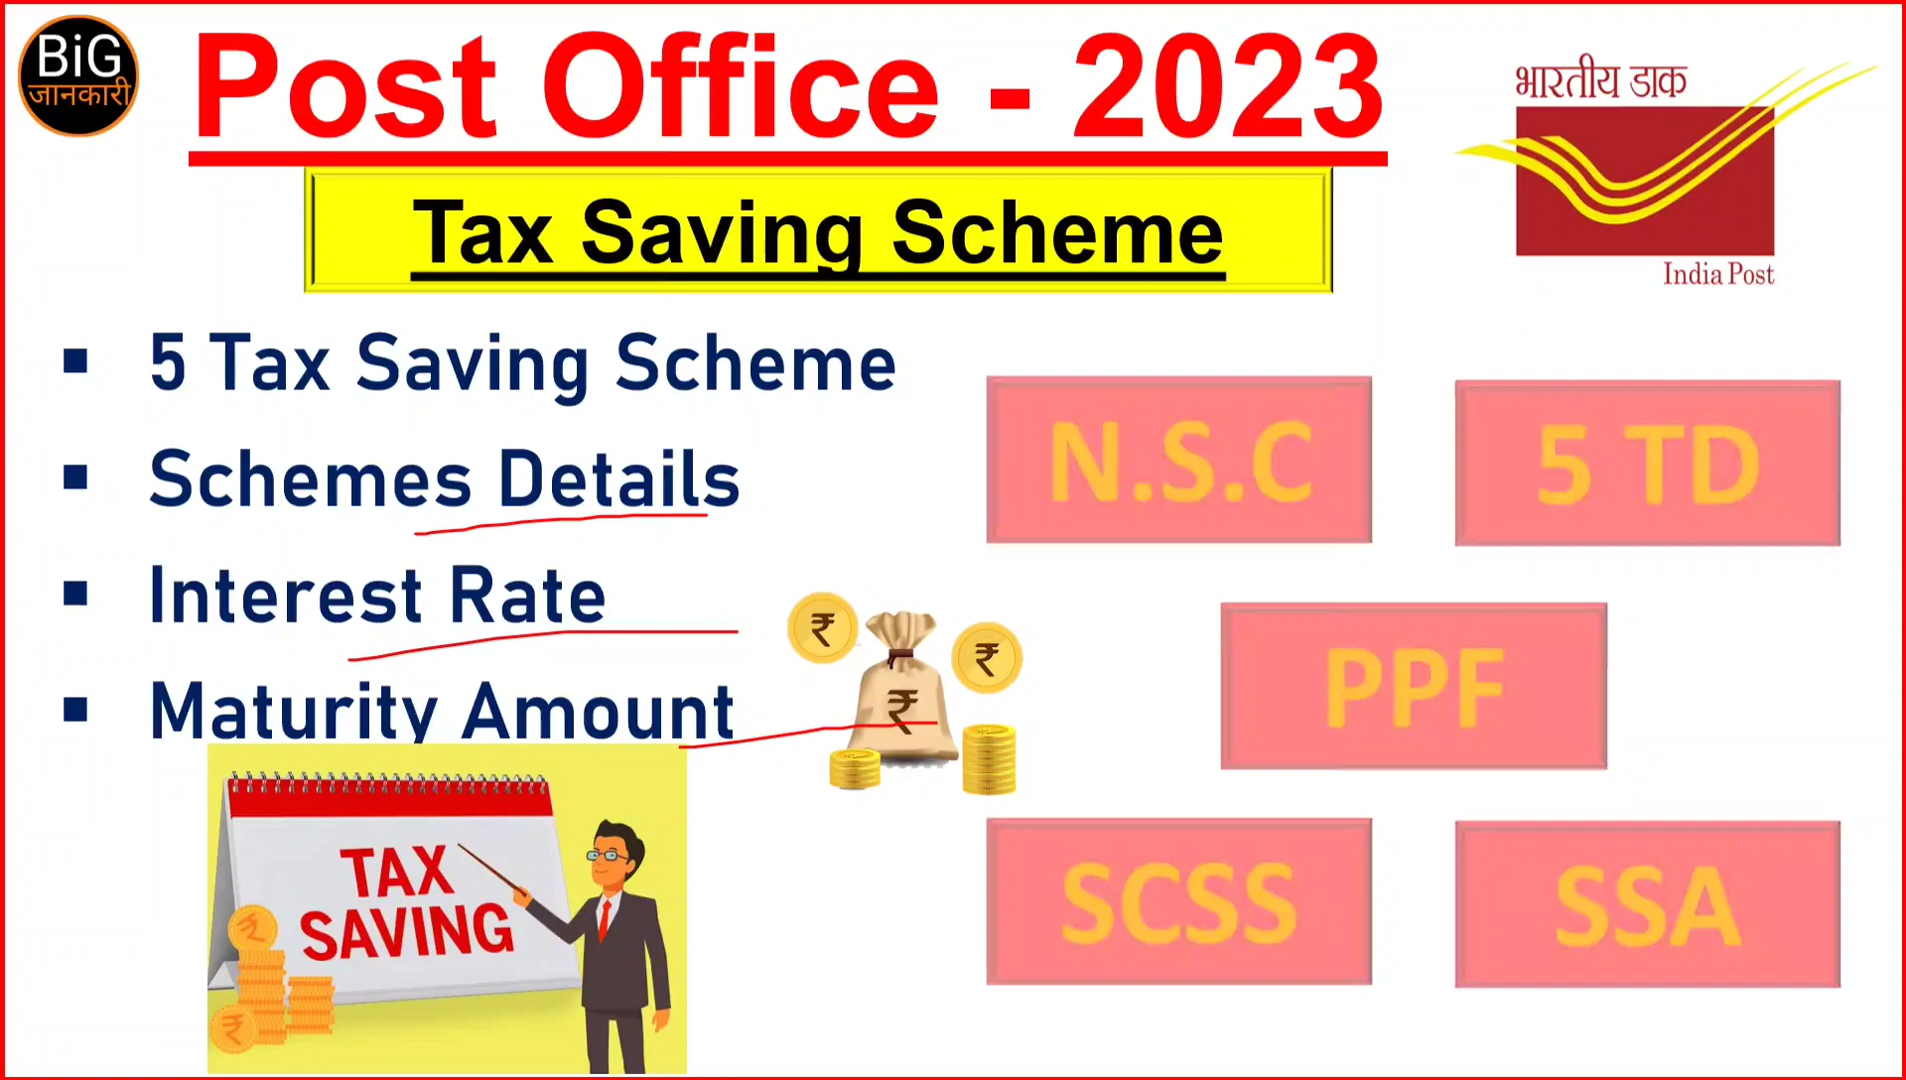 BiG
जानकारी
Post Office - 2023
भारतीय डाक
India Post
Tax Saving Scheme
▪ 5 Tax Saving Scheme
▪ Schemes Details
▪ Interest Rate
▪ Maturity Amount
N.S.C
5 TD
PPF
SCSS
SSA
₹
₹
₹
TAX
SAVING
₹
₹